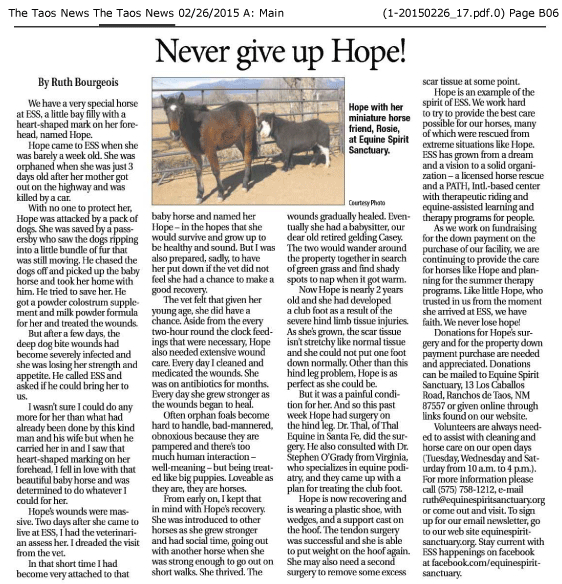 The Taos News The Taos News 02/26/2015 A: Main (1-20150226_17.pdf.0) Page B06
Never give up Hope!
By Ruth Bourgeois
We have a very special horse
at ESS, a little bay filly with a
heart-shaped mark on her fore-
head, named Hope.
Hope came to ESS when she
was barely a week old. She was
orphaned when she was just 3
days old after her mother got
out on the highway and was
killed by a car.
With no one to protect her,
Hope was attacked by a pack of
dogs. She was saved by a pass-
ersby who saw the dogs ripping
into a little bundle of fur that
was still moving. He chased the
dogs off and picked up the baby
horse and took her home with
him. He tried to save her. He
got a powder colostrum supple-
ment and milk powder formula
for her and treated the wounds.
But after a few days, the
deep dog bite wounds had
become severely infected and
she was losing her strength and
appetite. He called ESS and
asked if he could bring her to
us.
I wasn't sure I could do any
more for her than what had
already been done by this kind
man and his wife but when he
carried her in and I saw that
heart-shaped marking on her
forehead. I fell in love with that
beautiful baby horse and was
determined to do whatever I
could for her.
Hope's wounds were mas-
sive. Two days after she came to
live at ESS, I had the veterinari-
an assess her. I dreaded the visit
from the vet.
In that short time I had
become very attached to that
Hope with her
miniature horse
friend, Rosie,
at Equine Spirit
Sanctuary.
Courtesy Photo
baby horse and named her
Hope – in the hopes that she
would survive and grow up to
be healthy and sound. But I was
also prepared, sadly, to have
her put down if the vet did not
feel she had a chance to make a
good recovery.
The vet felt that given her
young age, she did have a
chance. Aside from the every
two-hour round the clock feed-
ings that were necessary, Hope
also needed extensive wound
care. Every day I cleaned and
medicated the wounds. She
was on antibiotics for months.
Every day she grew stronger as
the wounds began to heal.
Often orphan foals become
hard to handle, bad-mannered,
obnoxious because they are
pampered and there's too
much human interaction –
well-meaning – but being treat-
ed like big puppies. Loveable as
they are, they are horses.
From early on, I kept that
in mind with Hope's recovery.
She was introduced to other
horses as she grew stronger
and had social time, going out
with another horse when she
was strong enough to go out on
short walks. She thrived. The
wounds gradually healed. Even-
tually she had a babysitter, our
dear old retired gelding Casey.
The two would wander around
the property together in search
of green grass and find shady
spots to nap when it got warm.
Now Hope is nearly 2 years
old and she had developed
a club foot as a result of the
severe hind limb tissue injuries.
As she's grown, the scar tissue
isn't stretchy like normal tissue
and she could not put one foot
down normally. Other than this
hind leg problem, Hope is as
perfect as she could be.
But it was a painful condi-
tion for her. And so this past
week Hope had surgery on
the hind leg. Dr. Thal, of Thal
Equine in Santa Fe, did the sur-
gery. He also consulted with Dr.
Stephen O'Grady from Virginia,
who specializes in equine podi-
atry, and they came up with a
plan for treating the club foot.
Hope is now recovering and
is wearing a plastic shoe, with
wedges, and a support cast on
the hoof. The tendon surgery
was successful and she is able
to put weight on the hoof again.
She may also need a second
surgery to remove some excess
scar tissue at some point.
Hope is an example of the
spirit of ESS. We work hard
to try to provide the best care
possible for our horses, many
of which were rescued from
extreme situations like Hope.
ESS has grown from a dream
and a vision to a solid organi-
zation – a licensed horse rescue
and a PATH, Intl.-based center
with therapeutic riding and
equine-assisted learning and
therapy programs for people.
As we work on fundraising
for the down payment on the
purchase of our facility, we are
continuing to provide the care
for horses like Hope and plan-
ning for the summer therapy
programs. Like little Hope, who
trusted in us from the moment
she arrived at ESS, we have
faith. We never lose hope!
Donations for Hope's sur-
gery and for the property down
payment purchase are needed
and appreciated. Donations
can be mailed to Equine Spirit
Sanctuary, 13 Los Caballos
Road, Ranchos de Taos, NM
87557 or given online through
links found on our website.
Volunteers are always need-
ed to assist with cleaning and
horse care on our open days
(Tuesday, Wednesday and Sat-
urday from 10 a.m. to 4 p.m.).
For more information please
call (575) 758-1212, e-mail
ruth@equinespiritsanctuary.org
or come out and visit. To sign
up for our email newsletter, go
to our web site equinespirit-
sanctuary.org. Stay current with
ESS happenings on facebook
at facebook.com/equinespirit-
sanctuary.